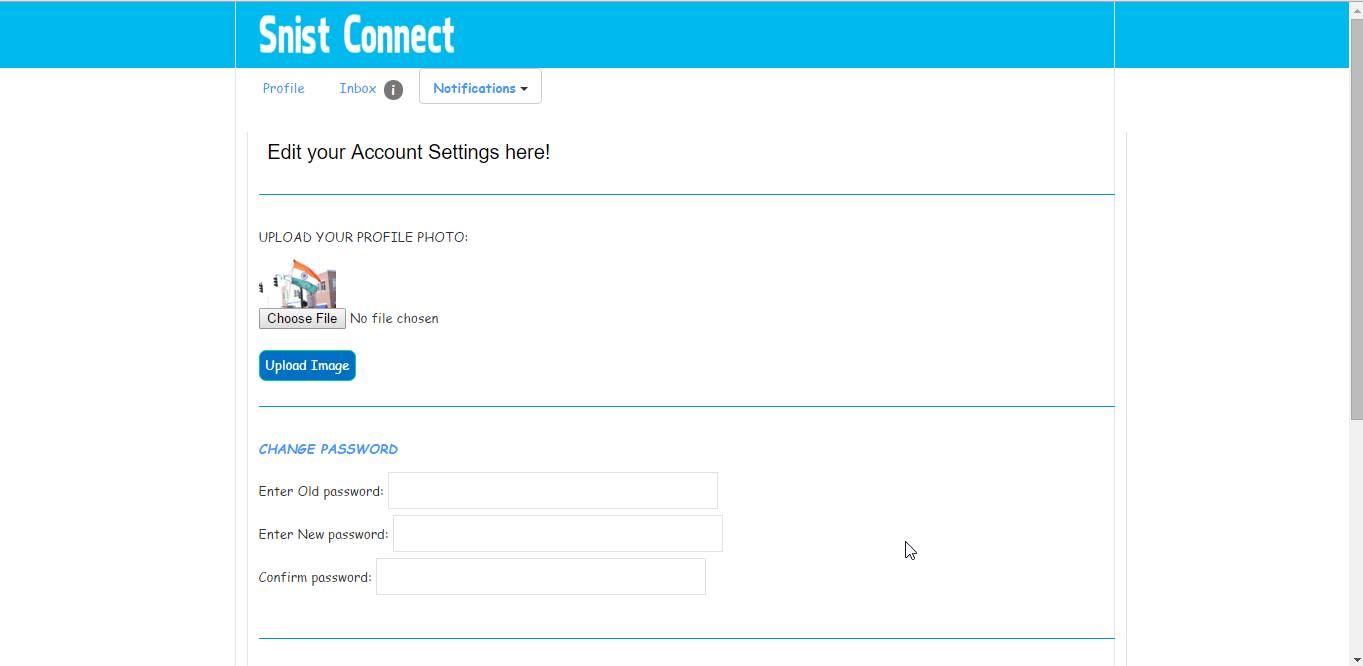 Snist Connect
Profile Inbox i Notifications
Edit your Account Settings here!
UPLOAD YOUR PROFILE PHOTO:
Choose File No file chosen
Upload Image
CHANGE PASSWORD
Enter Old password:
Enter New password:
Confirm password: